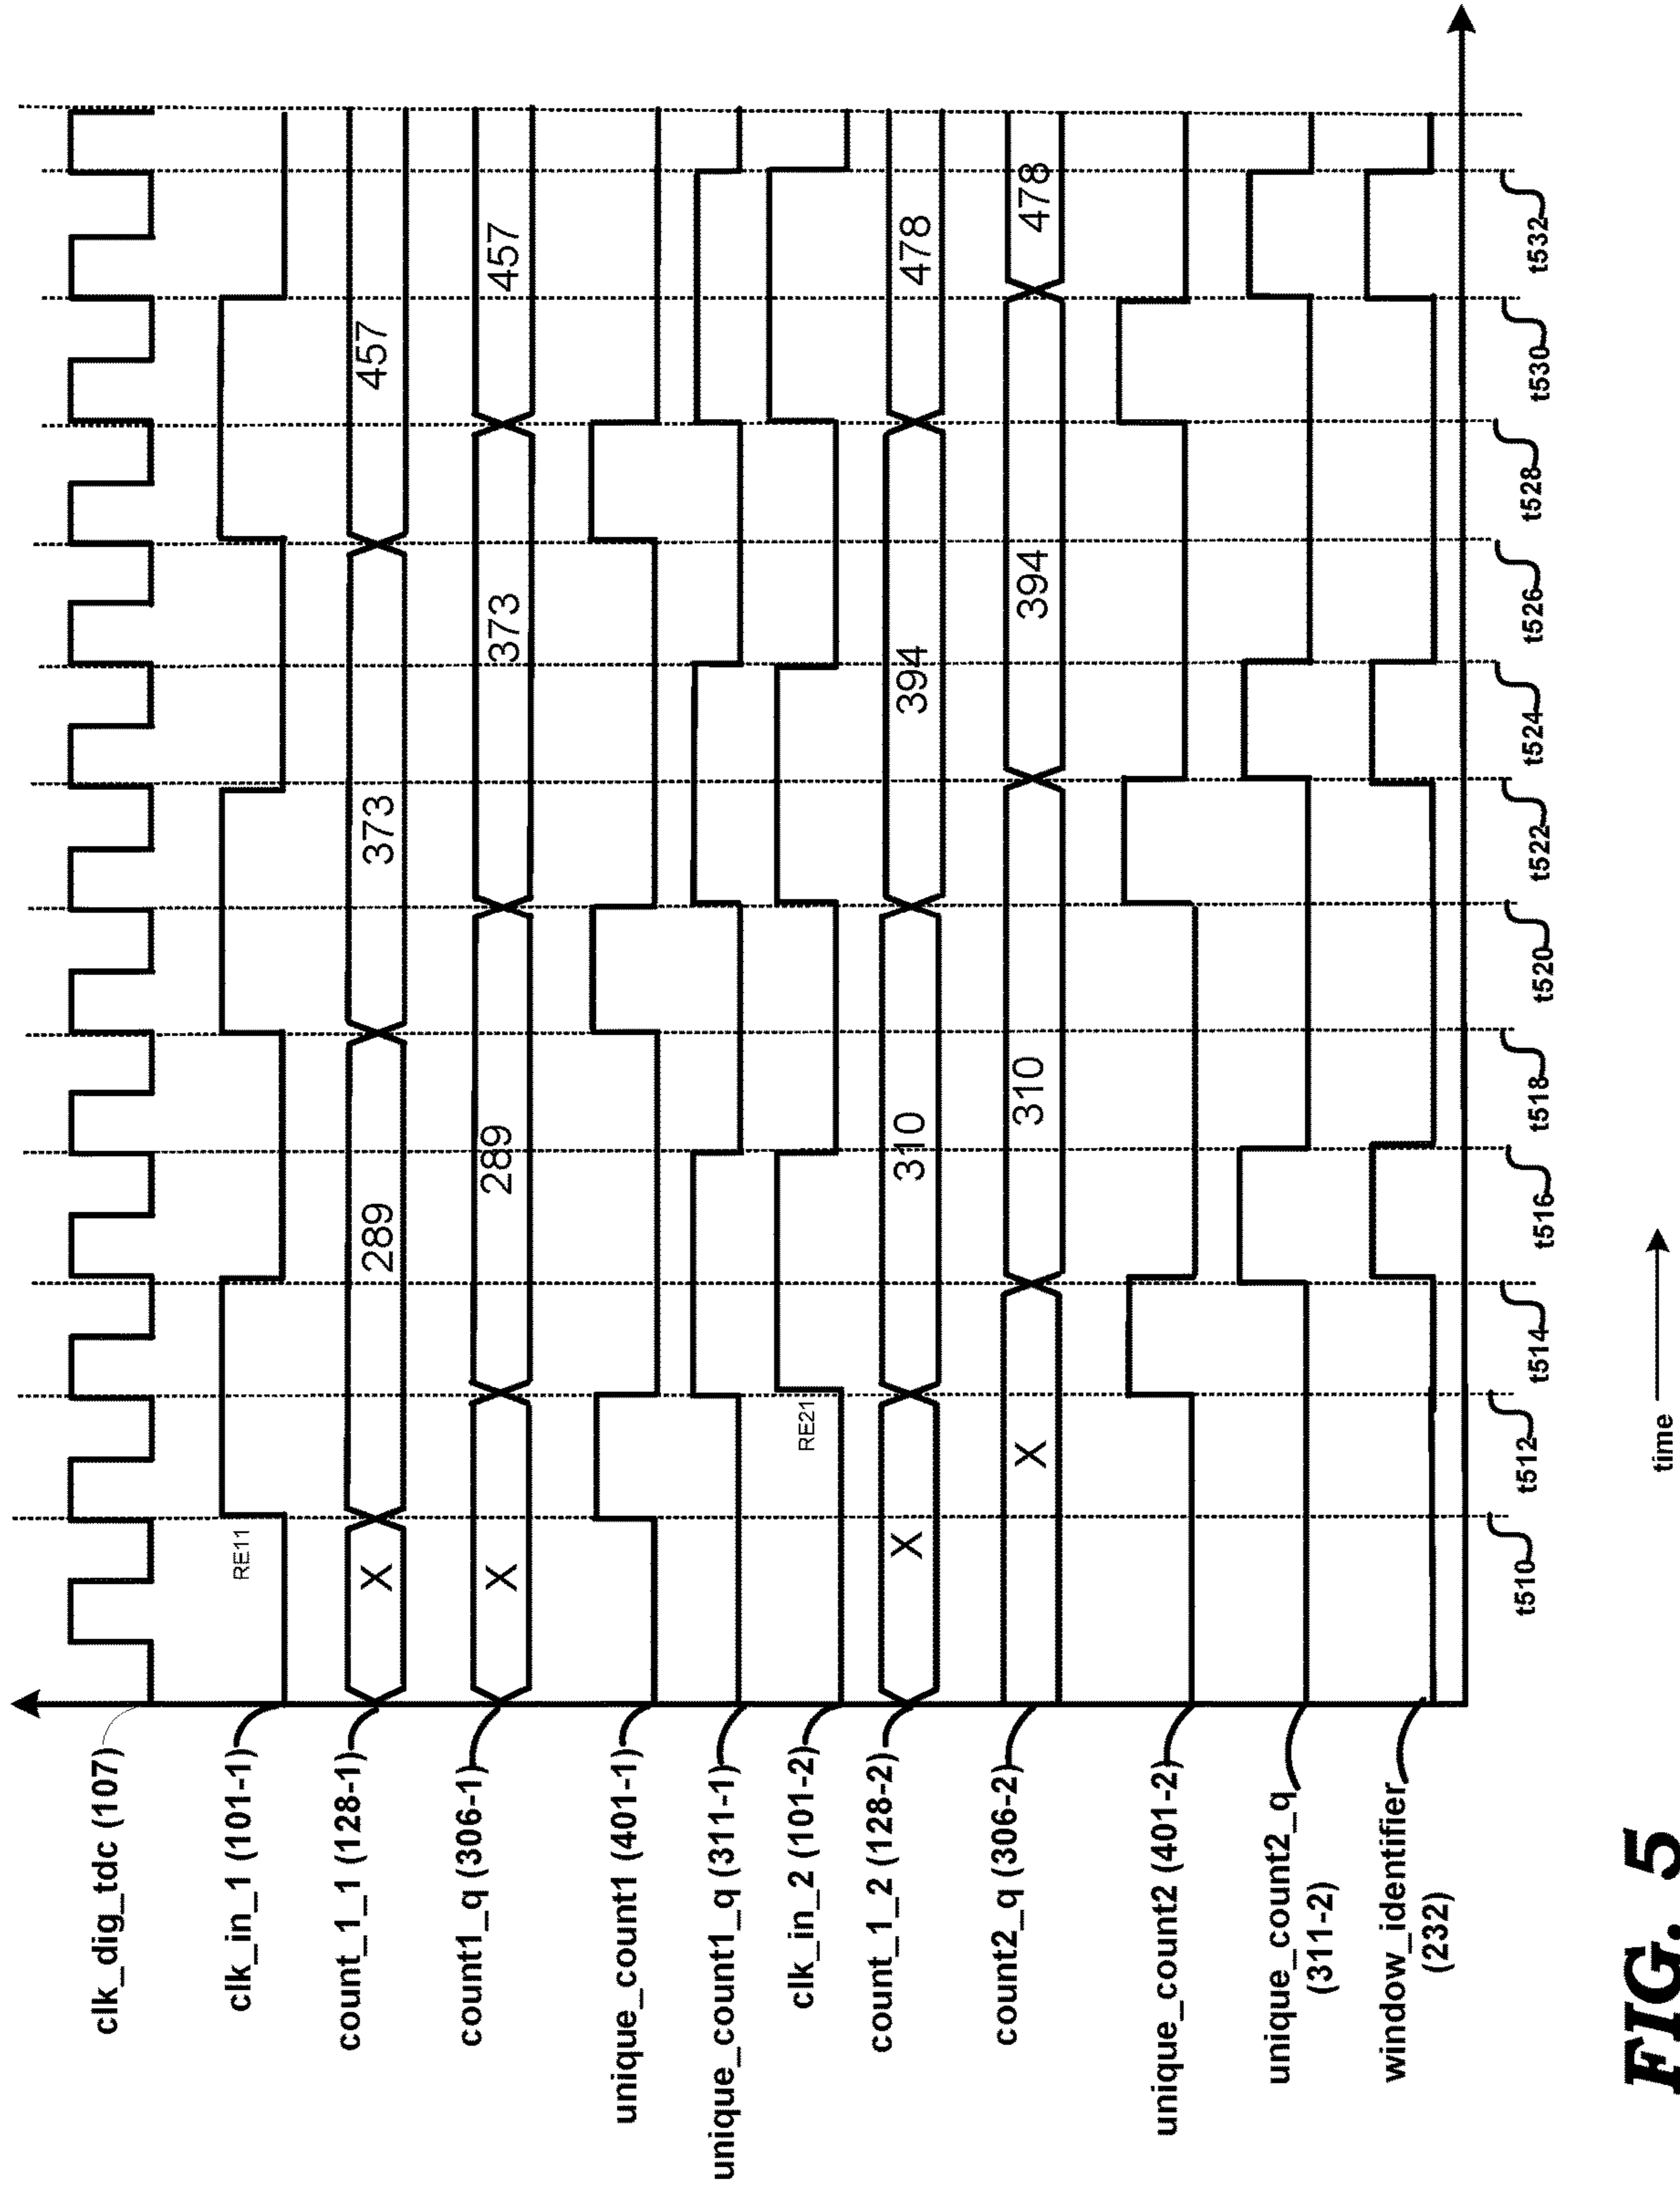 clk_dig_tdc (107)
clk_in_1 (101-1)
RE11
count_1_1 (128-1)
X
289
373
457
count1_q (306-1)
X
289
373
457
unique_count1 (401-1)
unique_count1_q (311-1)
clk_in_2 (101-2)
RE21
count_1_2 (128-2)
X
310
394
478
count2_q (306-2)
X
310
394
478
unique_count2 (401-2)
unique_count2_q
(311-2)
window_identifier
(232)
t510
t512
t514
t516
t518
t520
t522
t524
t526
t528
t530
t532
time
FIG. 5